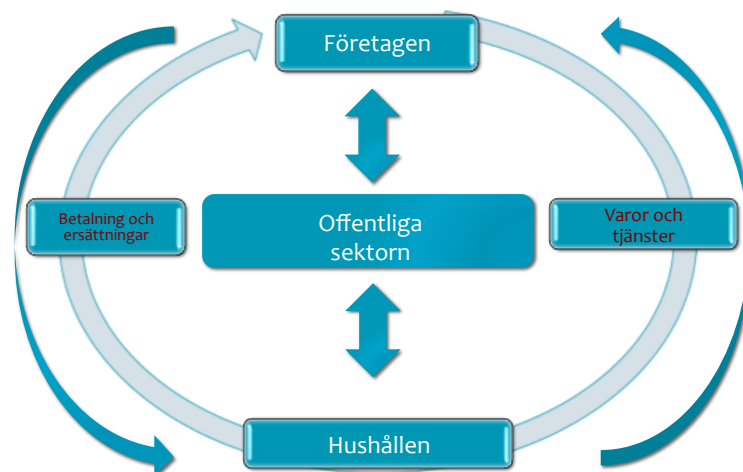 Företagen
Betalning och
ersättningar
Offentliga
sektorn
Varor och
tjänster
Hushållen